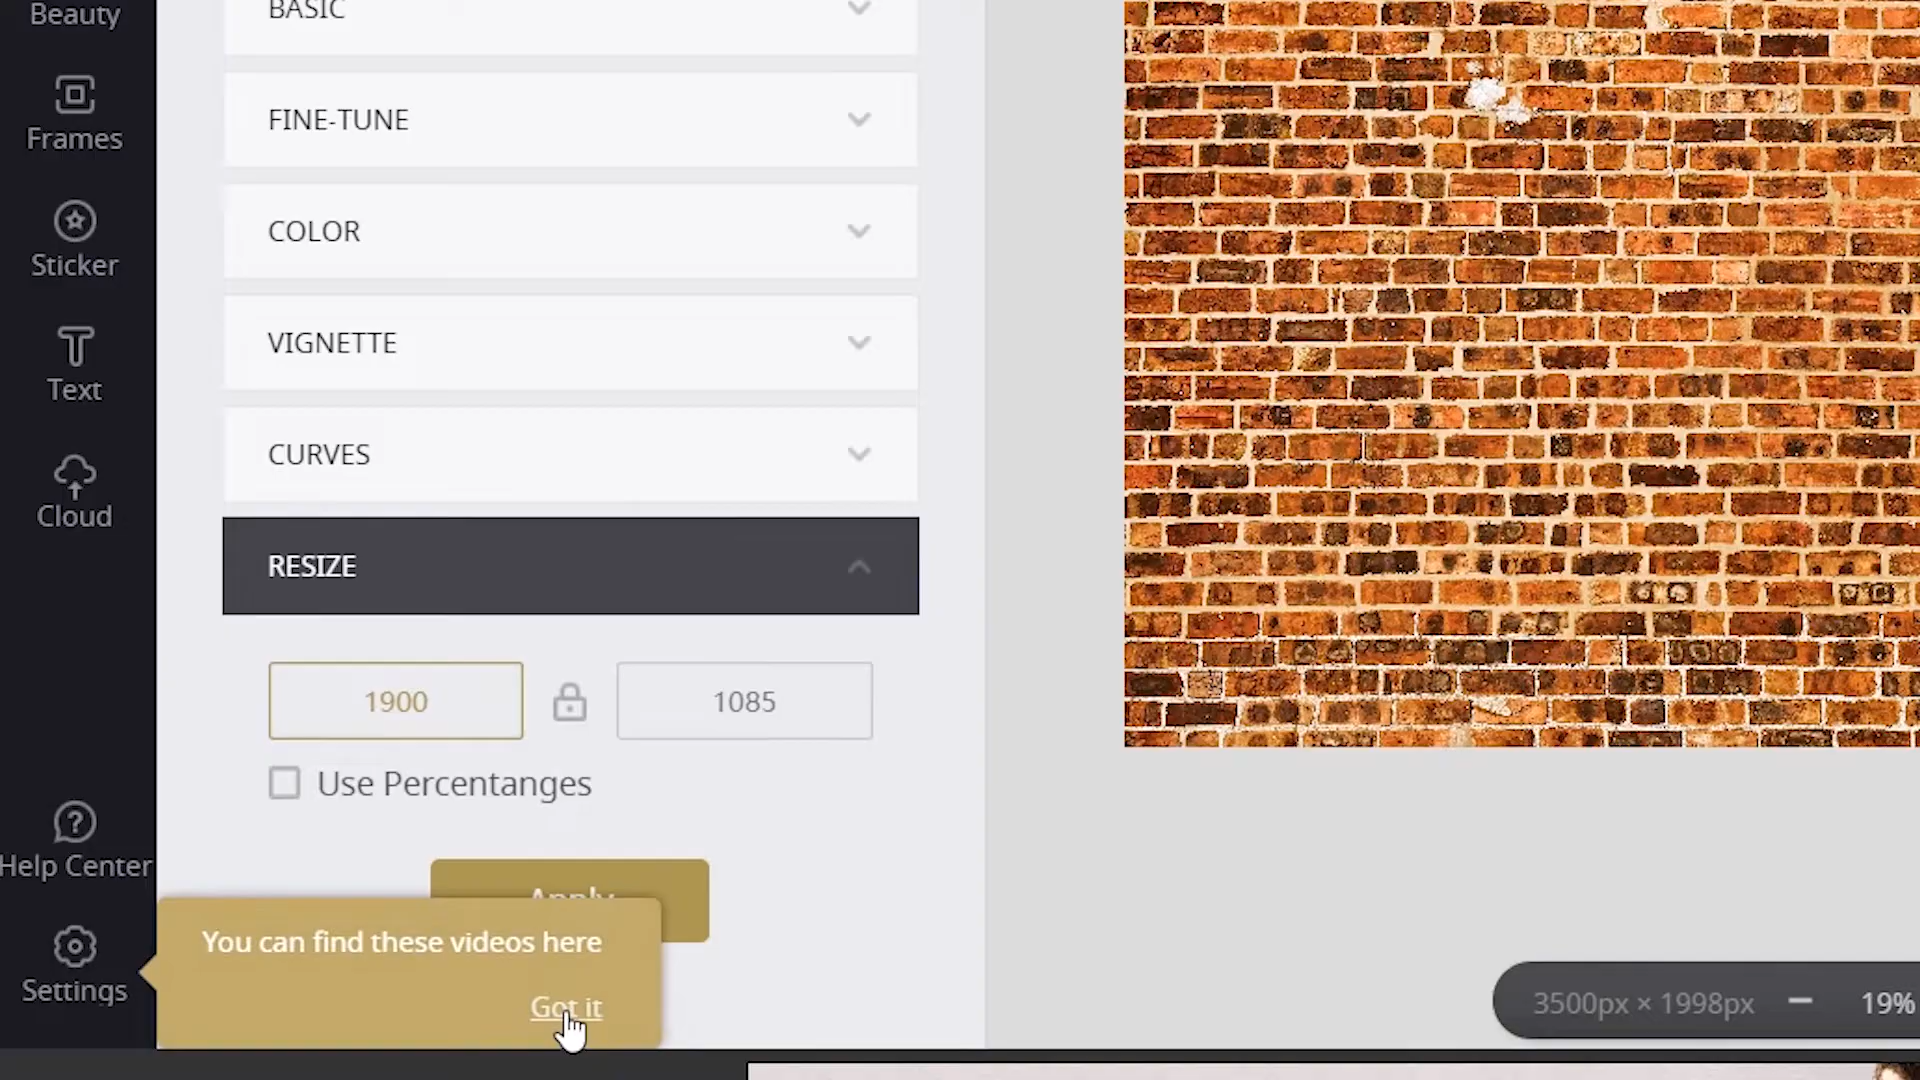 Beauty
Frames
Sticker
Text
Cloud
Help Center
Settings
BASIC
FINE-TUNE
COLOR
VIGNETTE
CURVES
RESIZE
1900
1085
Use Percentanges
Apply
You can find these videos here
Got it
3500px × 1998px
19%